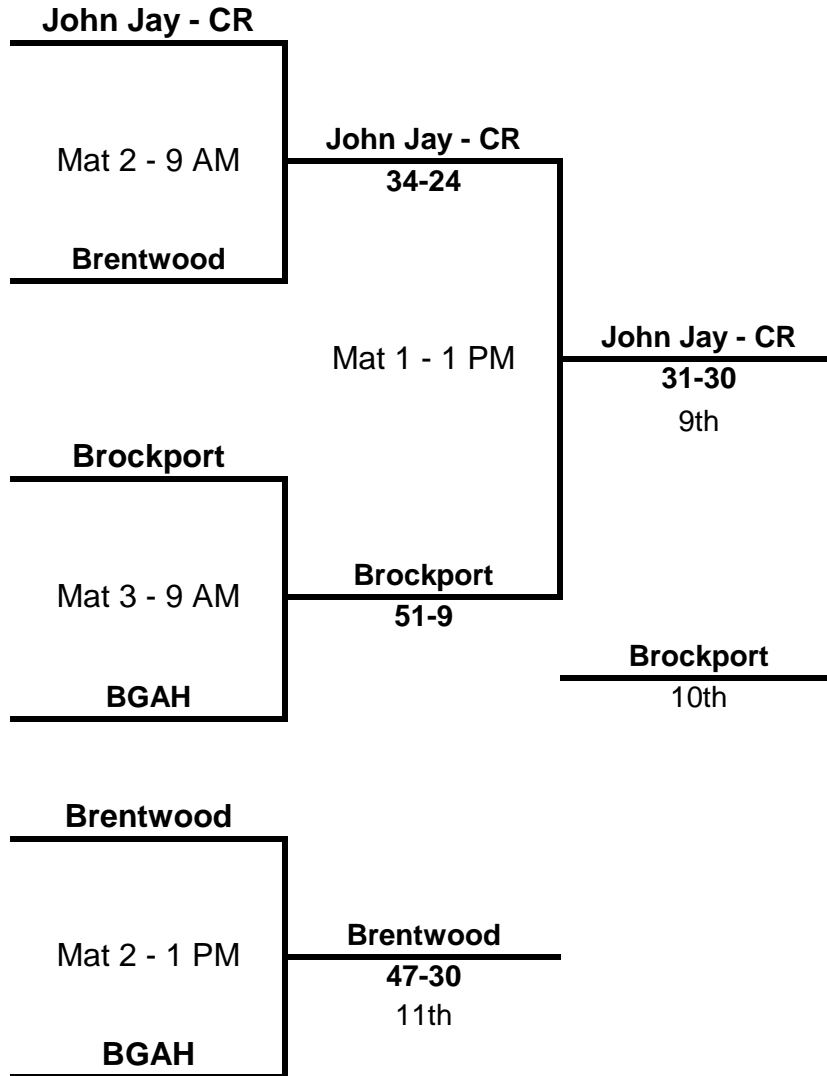 John Jay - CR
Mat 2 - 9 AM
Brentwood
John Jay - CR
34-24
Mat 1 - 1 PM
John Jay - CR
31-30
9th
Brockport
Mat 3 - 9 AM
BGAH
Brockport
51-9
Brockport
10th
Brentwood
Mat 2 - 1 PM
BGAH
Brentwood
47-30
11th